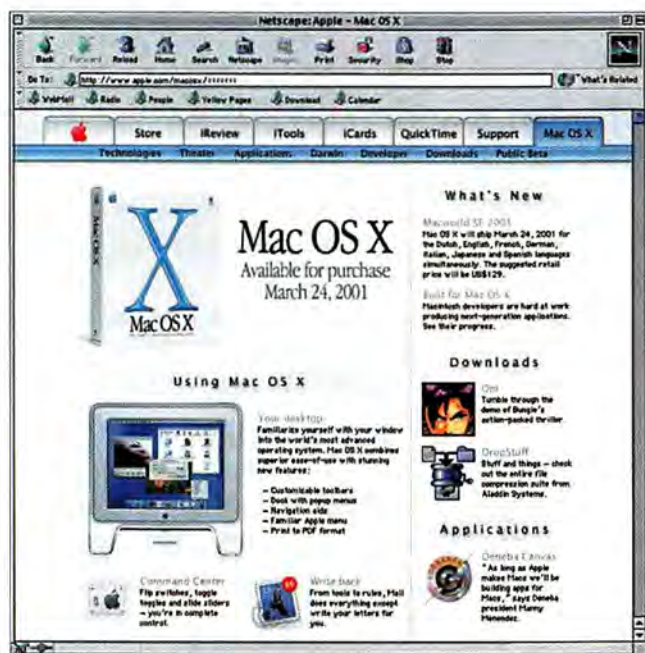 Netscape: Apple - Mac OS X
Back Forward Reload Home Search Netscape Images Print Security Shop Stop
Go To: http://www.apple.com/macosx/
What's Related
WebMail Radio People Yellow Pages Download Calendar
Store iReview iTools iCards QuickTime Support Mac OS X
Technologies Theater Applications Darwin Developer Downloads Public Beta
Mac OS X
X
Mac OS X
Mac OS X
Available for purchase
March 24, 2001
What's New
Macworld SF 2001
Mac OS X will ship March 24, 2001 for
the Dutch, English, French, German,
Italian, Japanese and Spanish languages
simultaneously. The suggested retail
price will be US$129.
Built for Mac OS X
Macintosh developers are hard at work
producing next-generation applications.
See their progress.
Downloads
Oni
Tumble through the
demo of Bungie's
action-packed thriller.
DropStuff
Stuff and things – check
out the entire file
compression suite from
Aladdin Systems.
Applications
Deneba Canvas
"As long as Apple
makes Macs we'll be
building apps for
Macs," says Deneba
president Manny
Menendez.
Using Mac OS X
Your desktop
Familiarize yourself with your window
into the world's most advanced
operating system. Mac OS X combines
superior ease-of-use with stunning
new features:
– Customizable toolbars
– Dock with popup menus
– Navigation aids
– Familiar Apple menu
– Print to PDF format
Command Center
Flip switches, toggle
toggles and slide sliders
– you're in complete
control.
Write back
From tools to rules, Mail
does everything except
write your letters for
you.